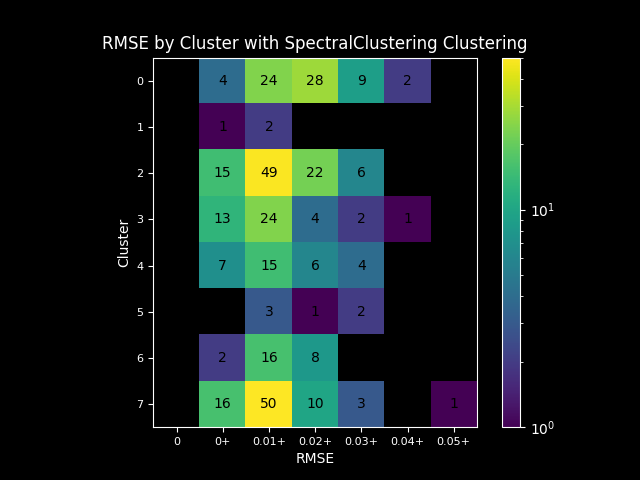 RMSE by Cluster with SpectralClustering Clustering
0 4 24 28 9 2
1 1 2
2 15 49 22 6
3 13 24 4 2 1
4 7 15 6 4
5 3 1 2
6 2 16 8
7 16 50 10 3 1
0 0+ 0.01+ 0.02+ 0.03+ 0.04+ 0.05+
RMSE
Cluster
10¹
10⁰